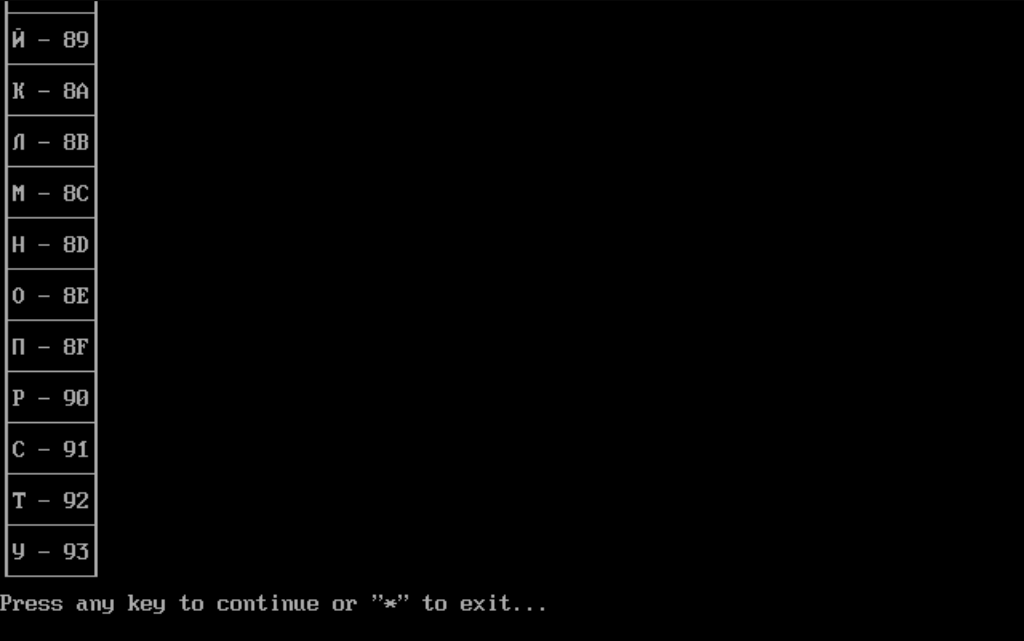 Й - 89
К - 8A
Л - 8B
М - 8C
Н - 8D
О - 8E
П - 8F
Р - 90
С - 91
Т - 92
У - 93
Press any key to continue or "*" to exit...